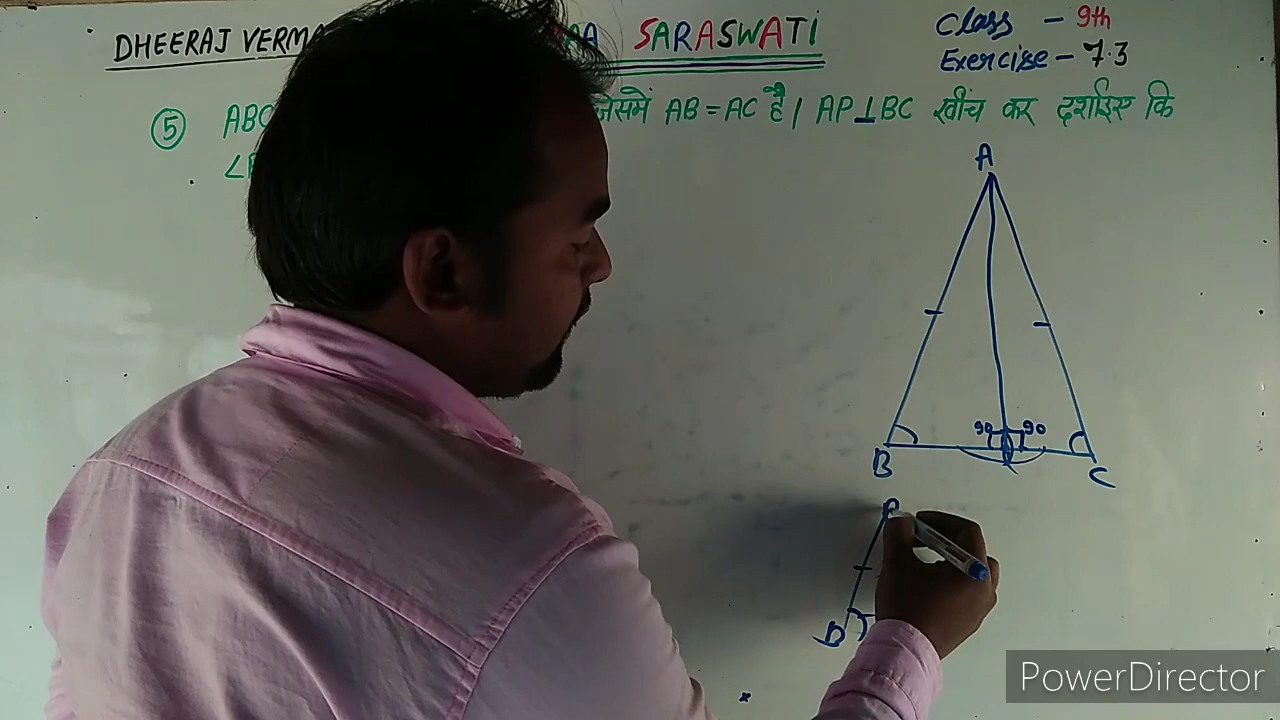 DHEERAJ VERMA SARASWATI
Class - 9th
Exercise - 7.3
⑤ ABC जिसमें AB = AC है। AP⊥BC खींच कर दर्शाइए कि
A
90 90
B
C
B
PowerDirector